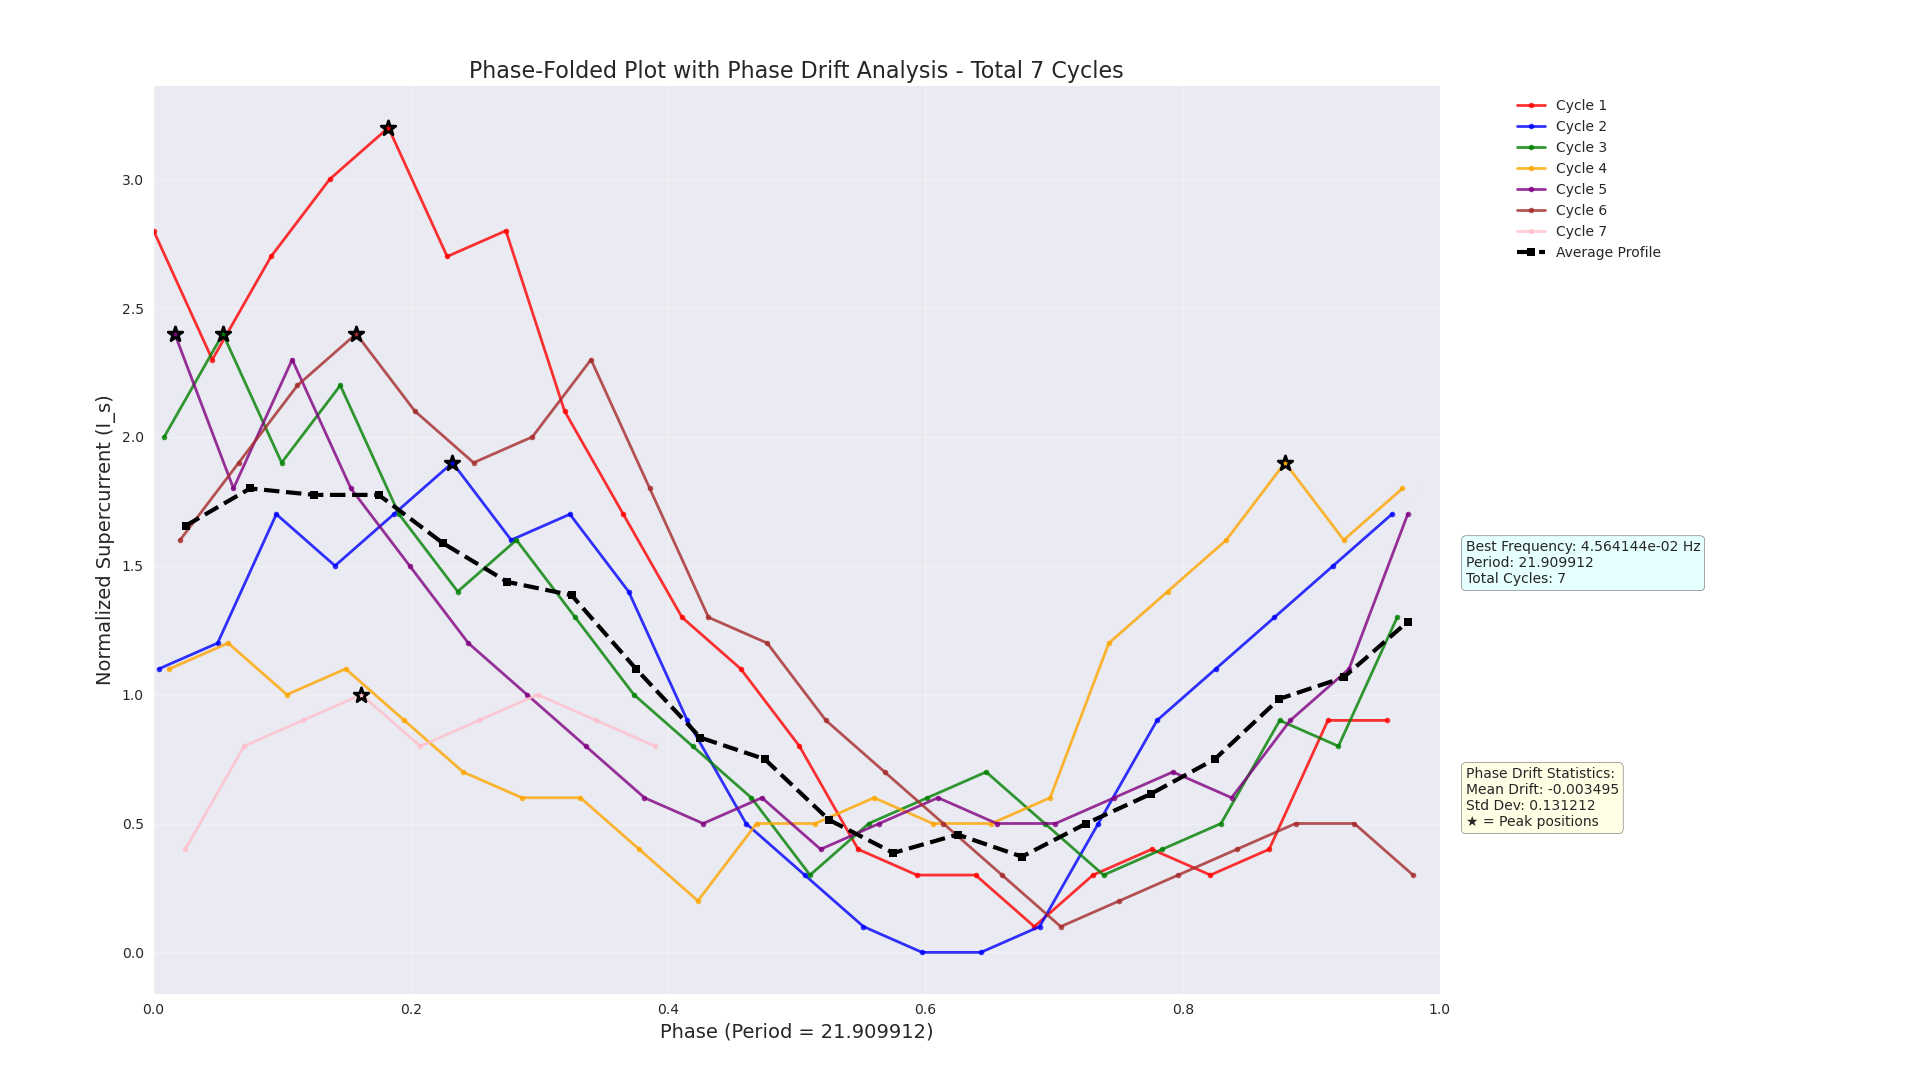 Phase-Folded Plot with Phase Drift Analysis - Total 7 Cycles
Normalized Supercurrent (I_s)
3.0
2.5
2.0
1.5
1.0
0.5
0.0
0.0
0.2
0.4
0.6
0.8
1.0
Phase (Period = 21.909912)
Cycle 1
Cycle 2
Cycle 3
Cycle 4
Cycle 5
Cycle 6
Cycle 7
Average Profile
Best Frequency: 4.564144e-02 Hz
Period: 21.909912
Total Cycles: 7
Phase Drift Statistics:
Mean Drift: -0.003495
Std Dev: 0.131212
★ = Peak positions